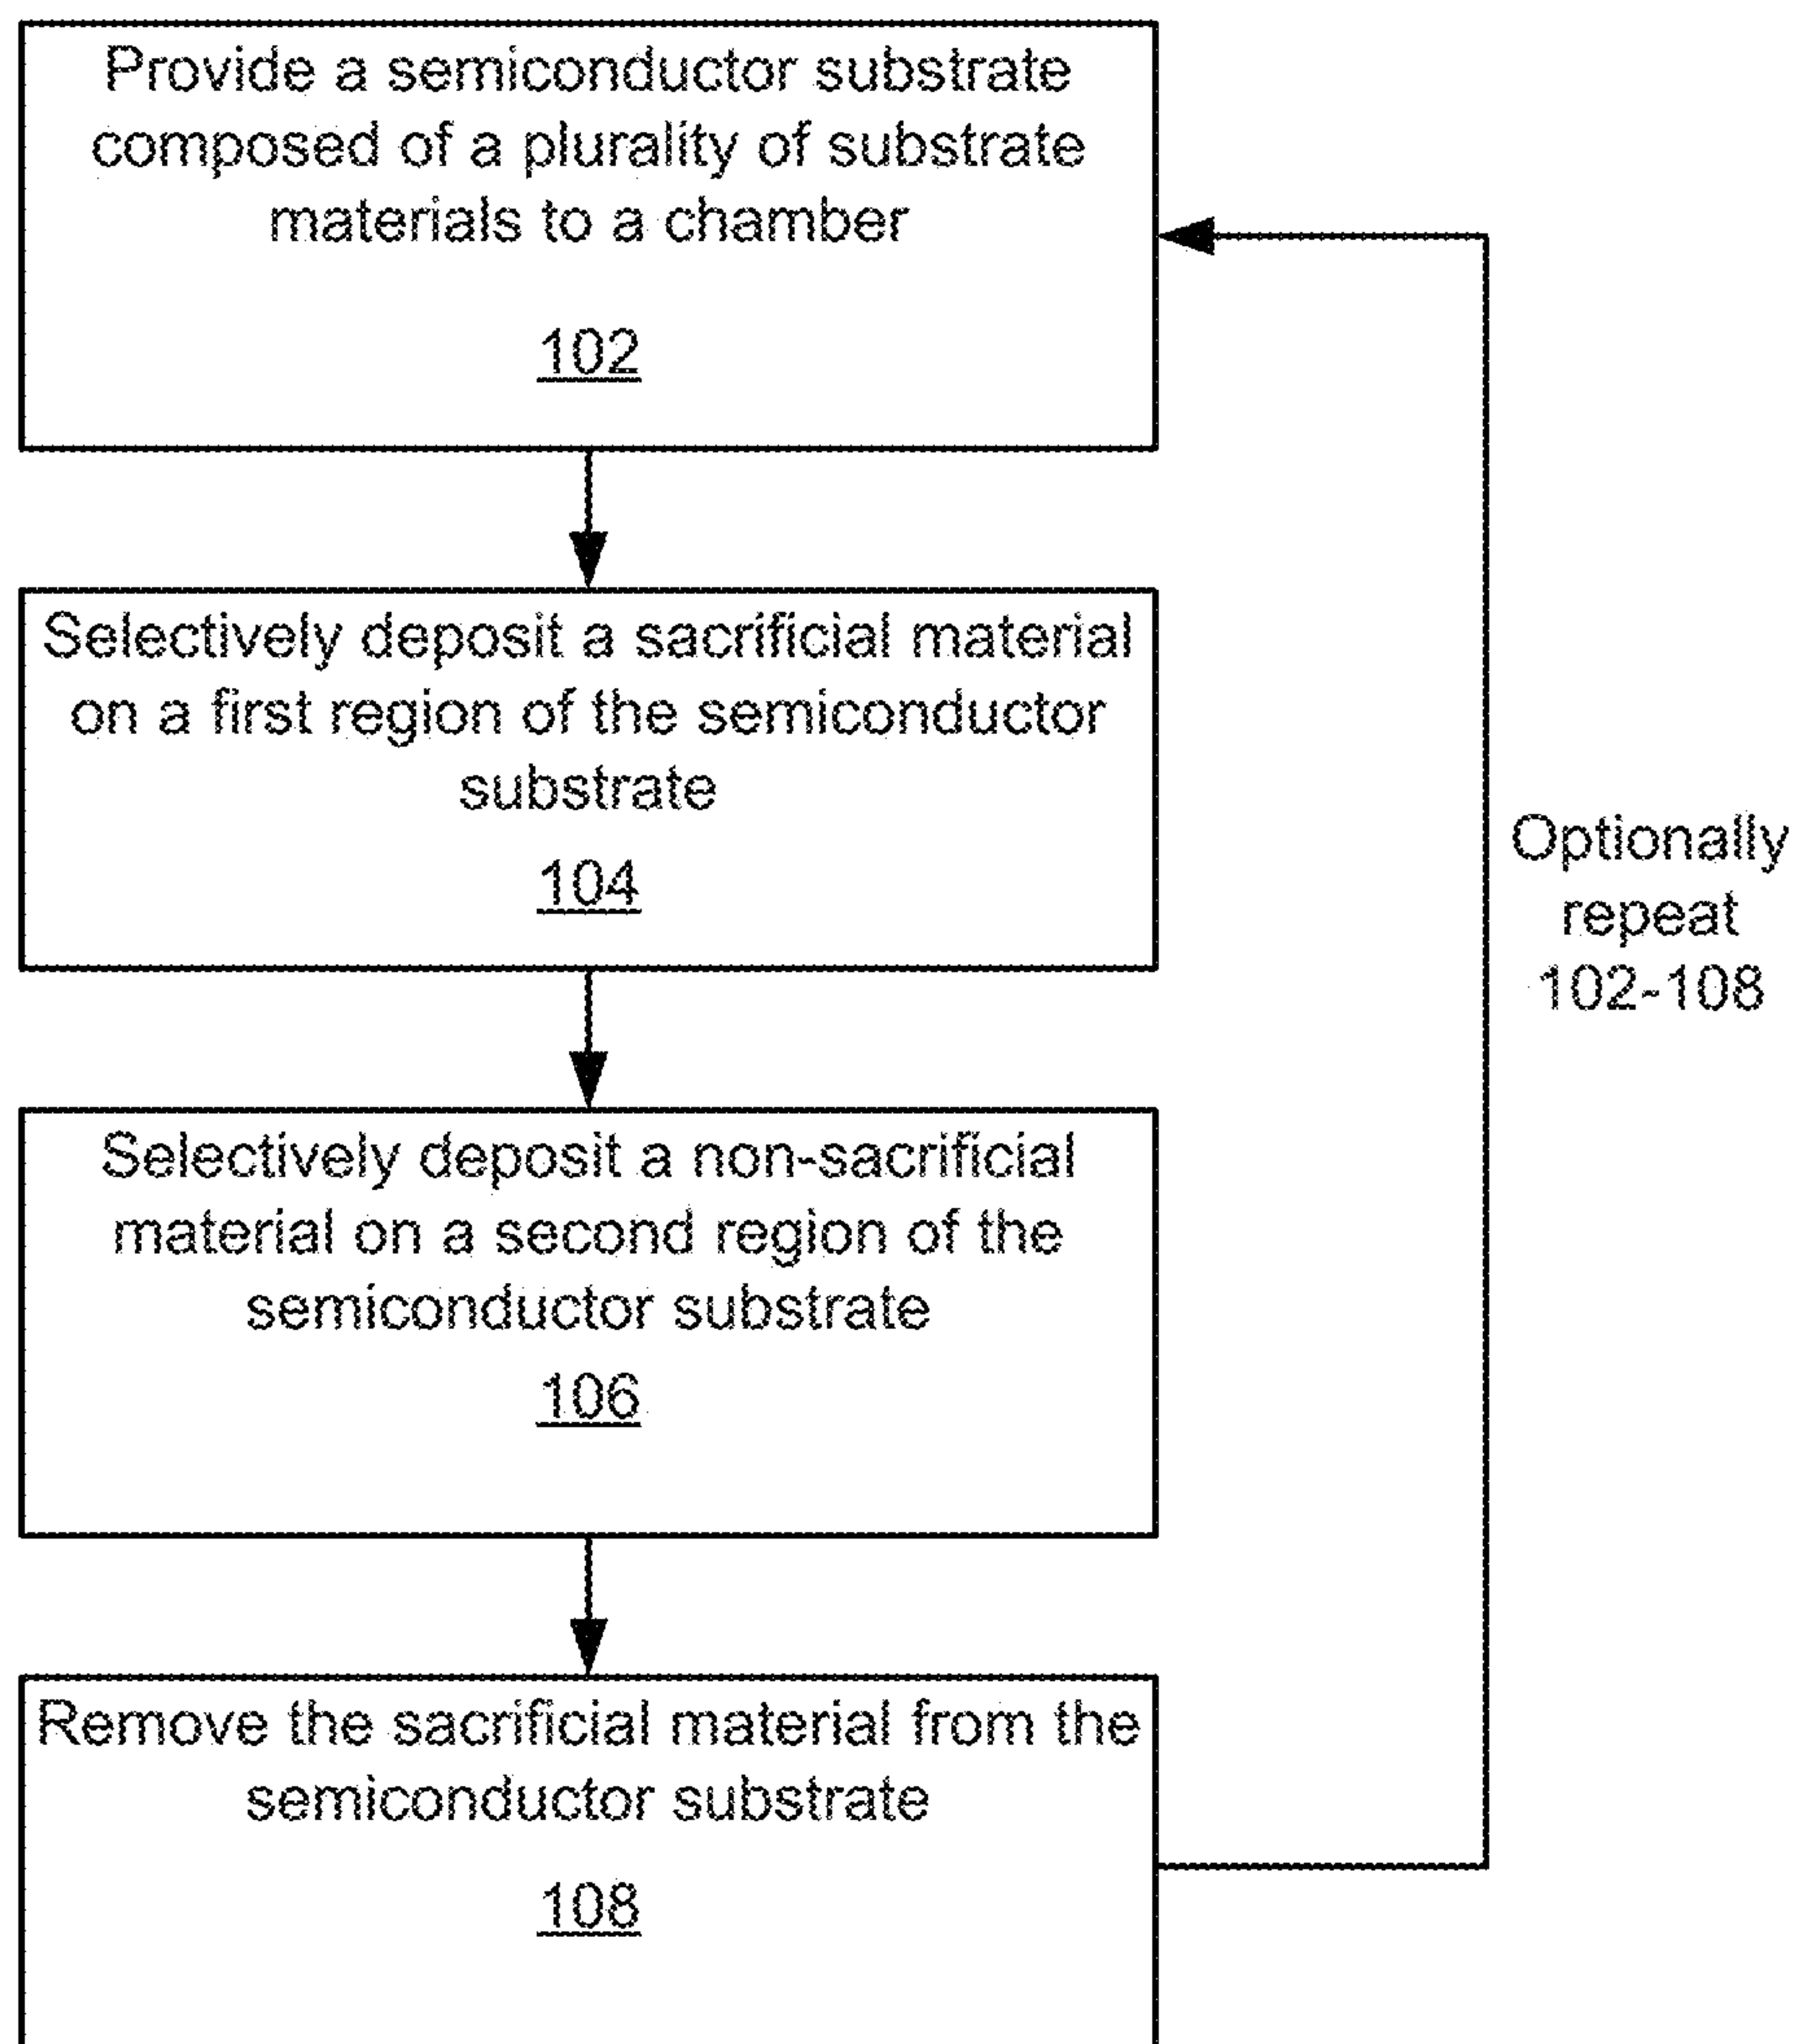 Provide a semiconductor substrate
composed of a plurality of substrate
materials to a chamber
102
Selectively deposit a sacrificial material
on a first region of the semiconductor
substrate
104
Optionally
repeat
102-108
Selectively deposit a non-sacrificial
material on a second region of the
semiconductor substrate
106
Remove the sacrificial material from the
semiconductor substrate
108